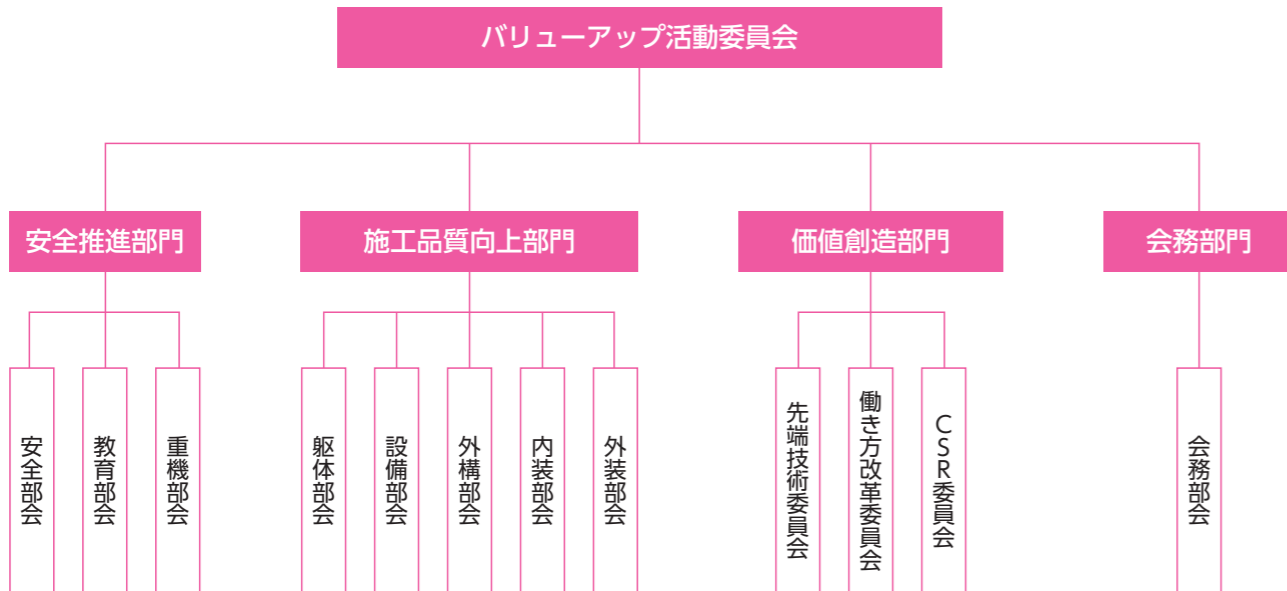 バリューアップ活動委員会
安全推進部門
施工品質向上部門
価値創造部門
会務部門
安全部会
教育部会
重機部会
躯体部会
設備部会
外構部会
内装部会
外装部会
先端技術委員会
働き方改革委員会
CSR委員会
会務部会